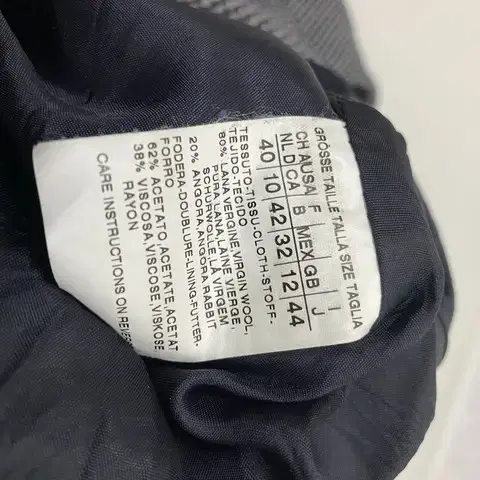 GRÖSSE TAILLE TALLA SIZE TAGLIA
CH AUSA F I
NL D CA B MEX GB J
40 10 42 32 12 44
TESSUTO-TISSU-CLOTH-STOFF-
TEJIDO-TECIDO
80% LANA VERGINE,VIRGIN WOOL,
PURA LANA,LAINE VIERGE,
SCHURWOLLE,LÃ VIRGEM
20% ANGORA,ANGORA RABBIT
FODERA-DOUBLURE-LINING-FUTTER-
FORRO
62% ACETATO,ACETATE,ACETAT
38% VISCOSA,VISCOSE,VISKOSE,
RAYON
CARE INSTRUCTIONS ON